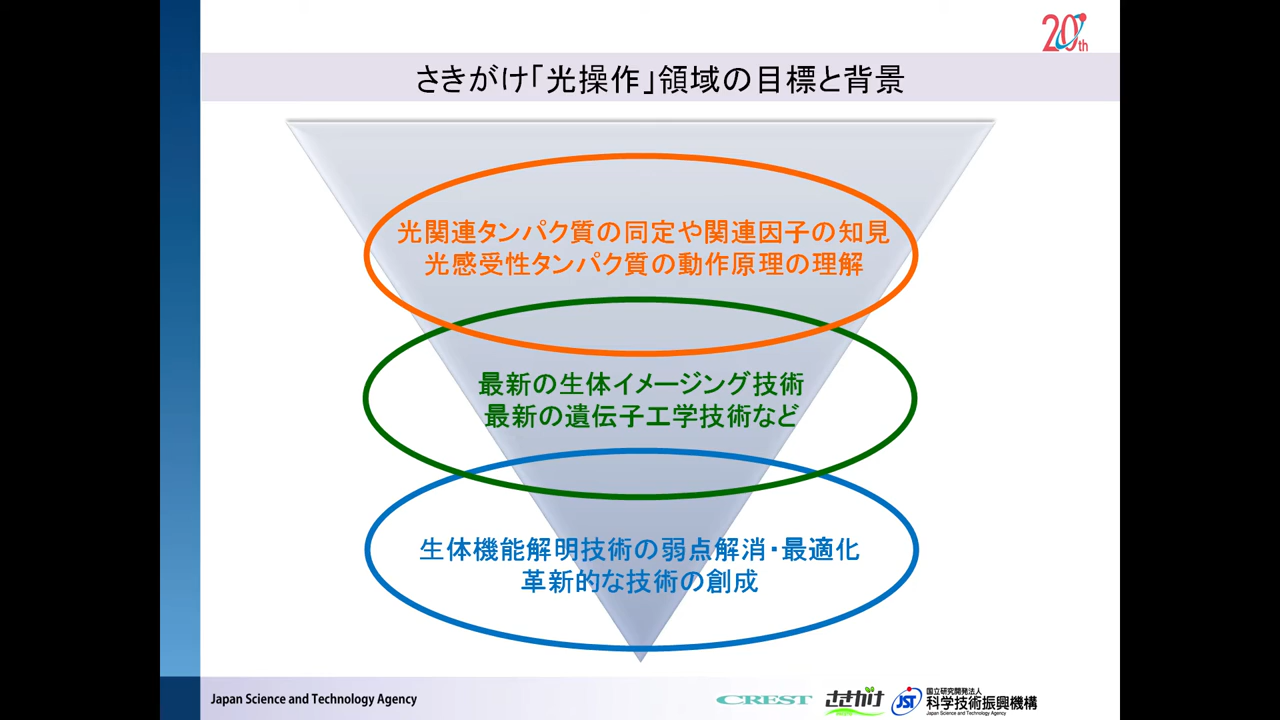 20th
さきがけ「光操作」領域の目標と背景
光関連タンパク質の同定や関連因子の知見
光感受性タンパク質の動作原理の理解
最新の生体イメージング技術
最新の遺伝子工学技術など
生体機能解明技術の弱点解消・最適化
革新的な技術の創成
Japan Science and Technology Agency
CREST
さきがけ
JST
国立研究開発法人
科学技術振興機構
Japan Science and Technology Agency